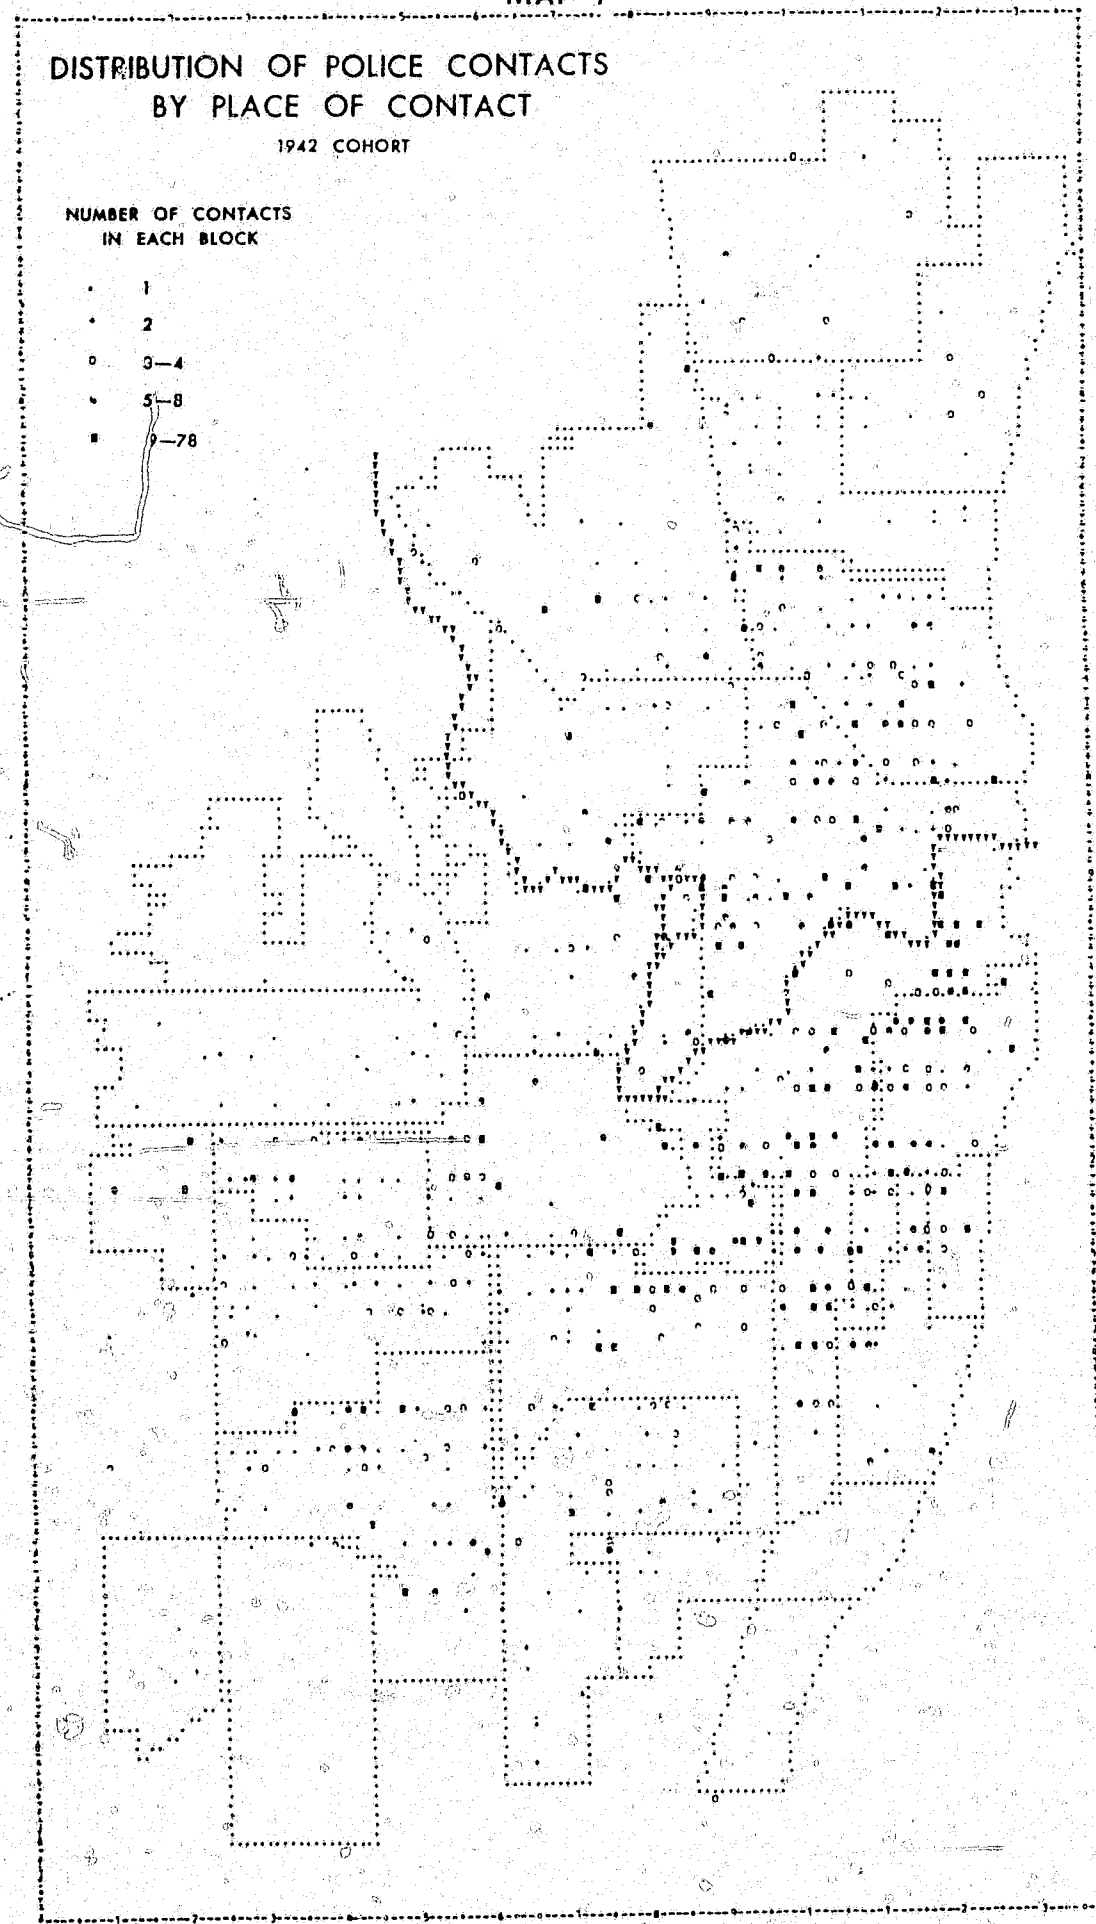 DISTRIBUTION OF POLICE CONTACTS
BY PLACE OF CONTACT
1942 COHORT
NUMBER OF CONTACTS
IN EACH BLOCK
1
2
3—4
5—8
9—78